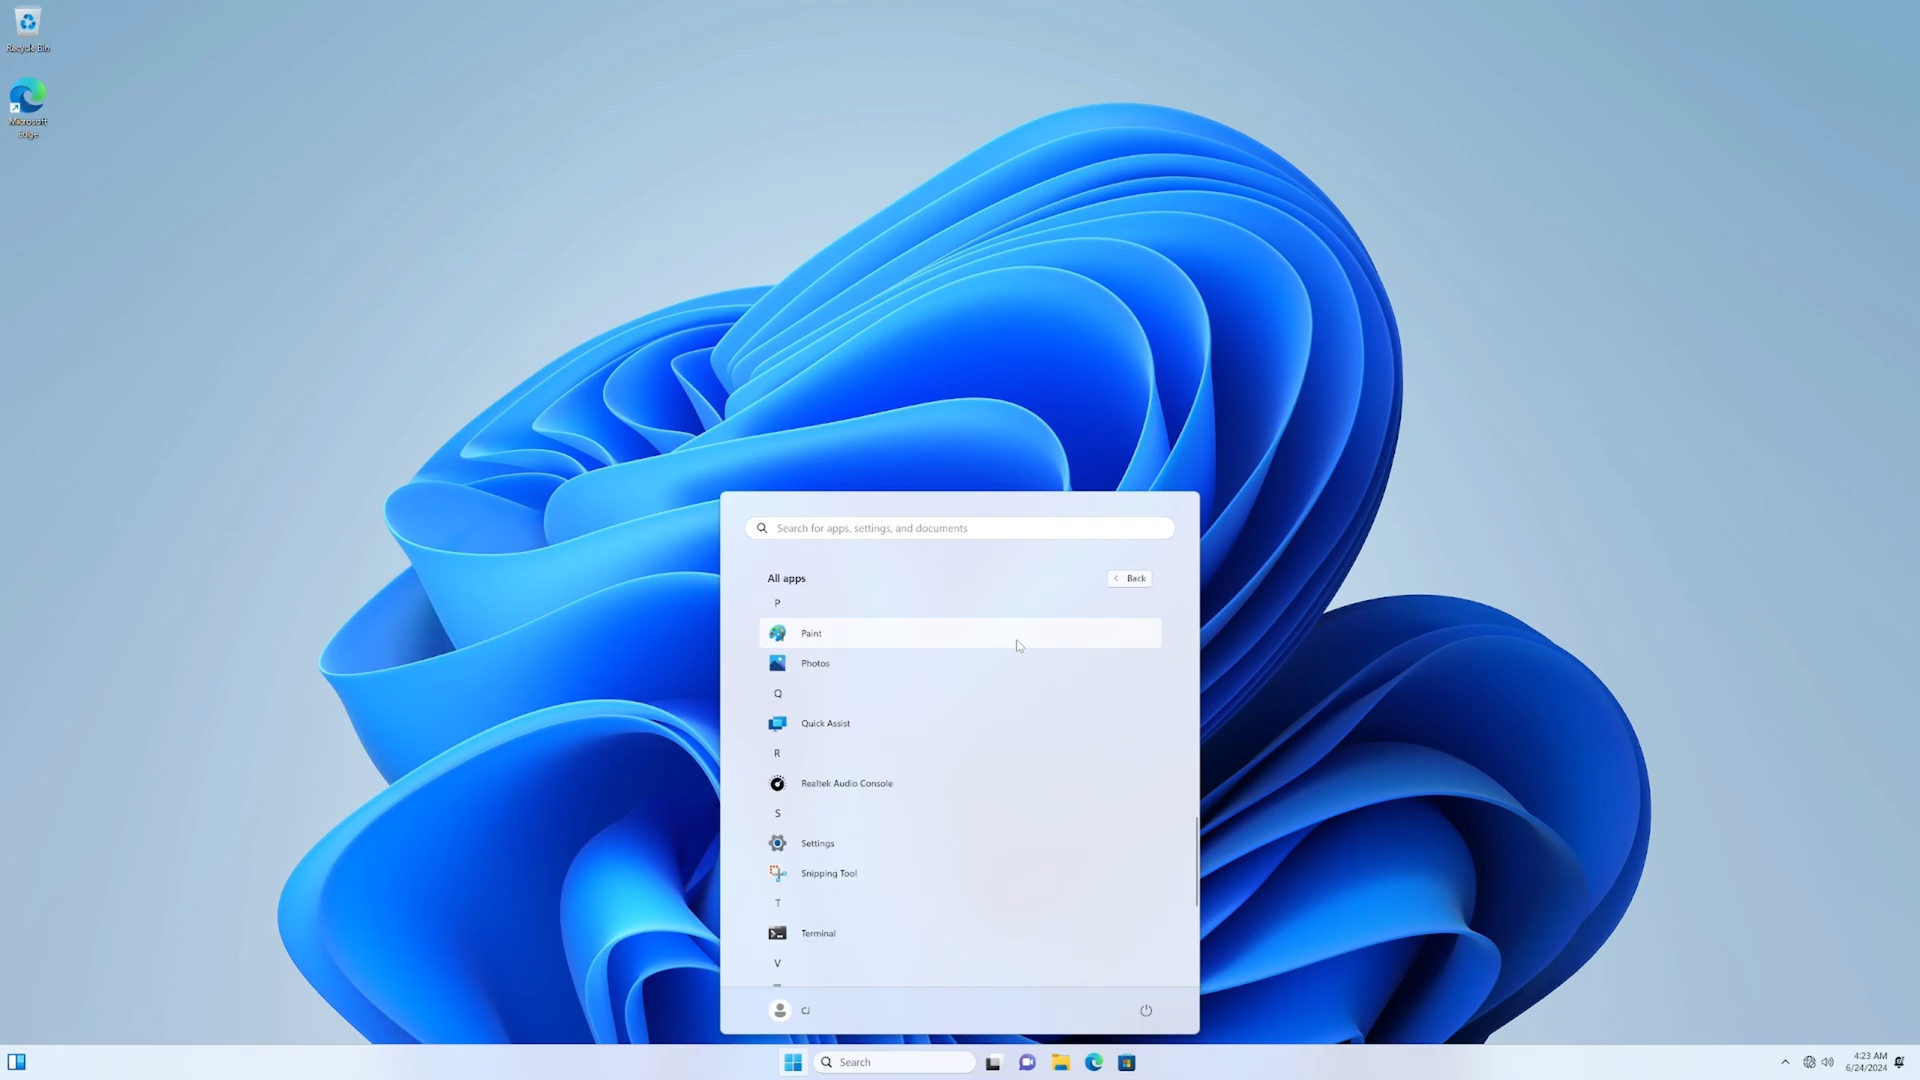 Recycle Bin
Microsoft
Edge
Search for apps, settings, and documents
All apps
Back
P
Paint
Photos
Q
Quick Assist
R
Realtek Audio Console
S
Settings
Snipping Tool
T
Terminal
V
CJ
Search
4:23 AM
6/24/2024